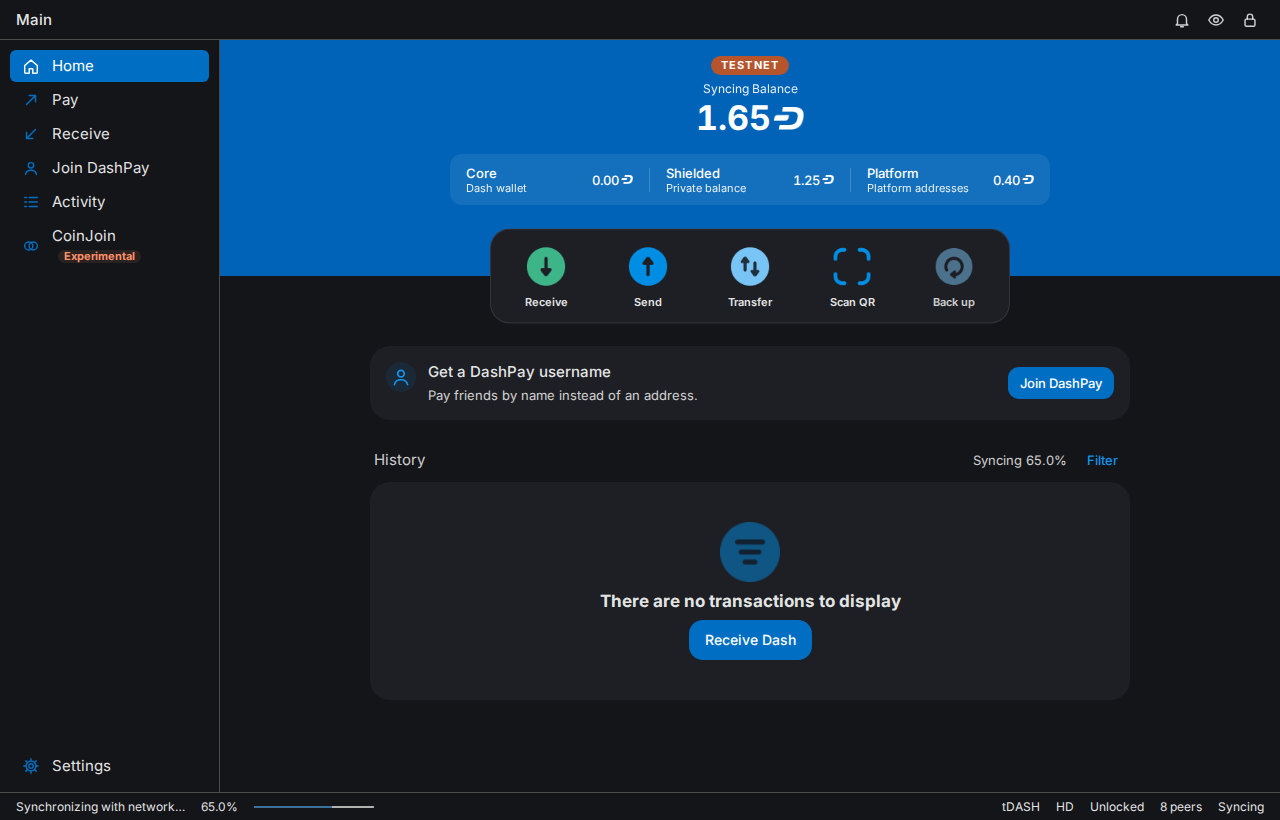 Main
Home
Pay
Receive
Join DashPay
Activity
CoinJoin
Experimental
Settings
TESTNET
Syncing Balance
1.65
Core
Dash wallet
0.00
Shielded
Private balance
1.25
Platform
Platform addresses
0.40
Receive
Send
Transfer
Scan QR
Back up
Get a DashPay username
Pay friends by name instead of an address.
Join DashPay
History
Syncing 65.0%
Filter
There are no transactions to display
Receive Dash
Synchronizing with network...
65.0%
tDASH
HD
Unlocked
8 peers
Syncing